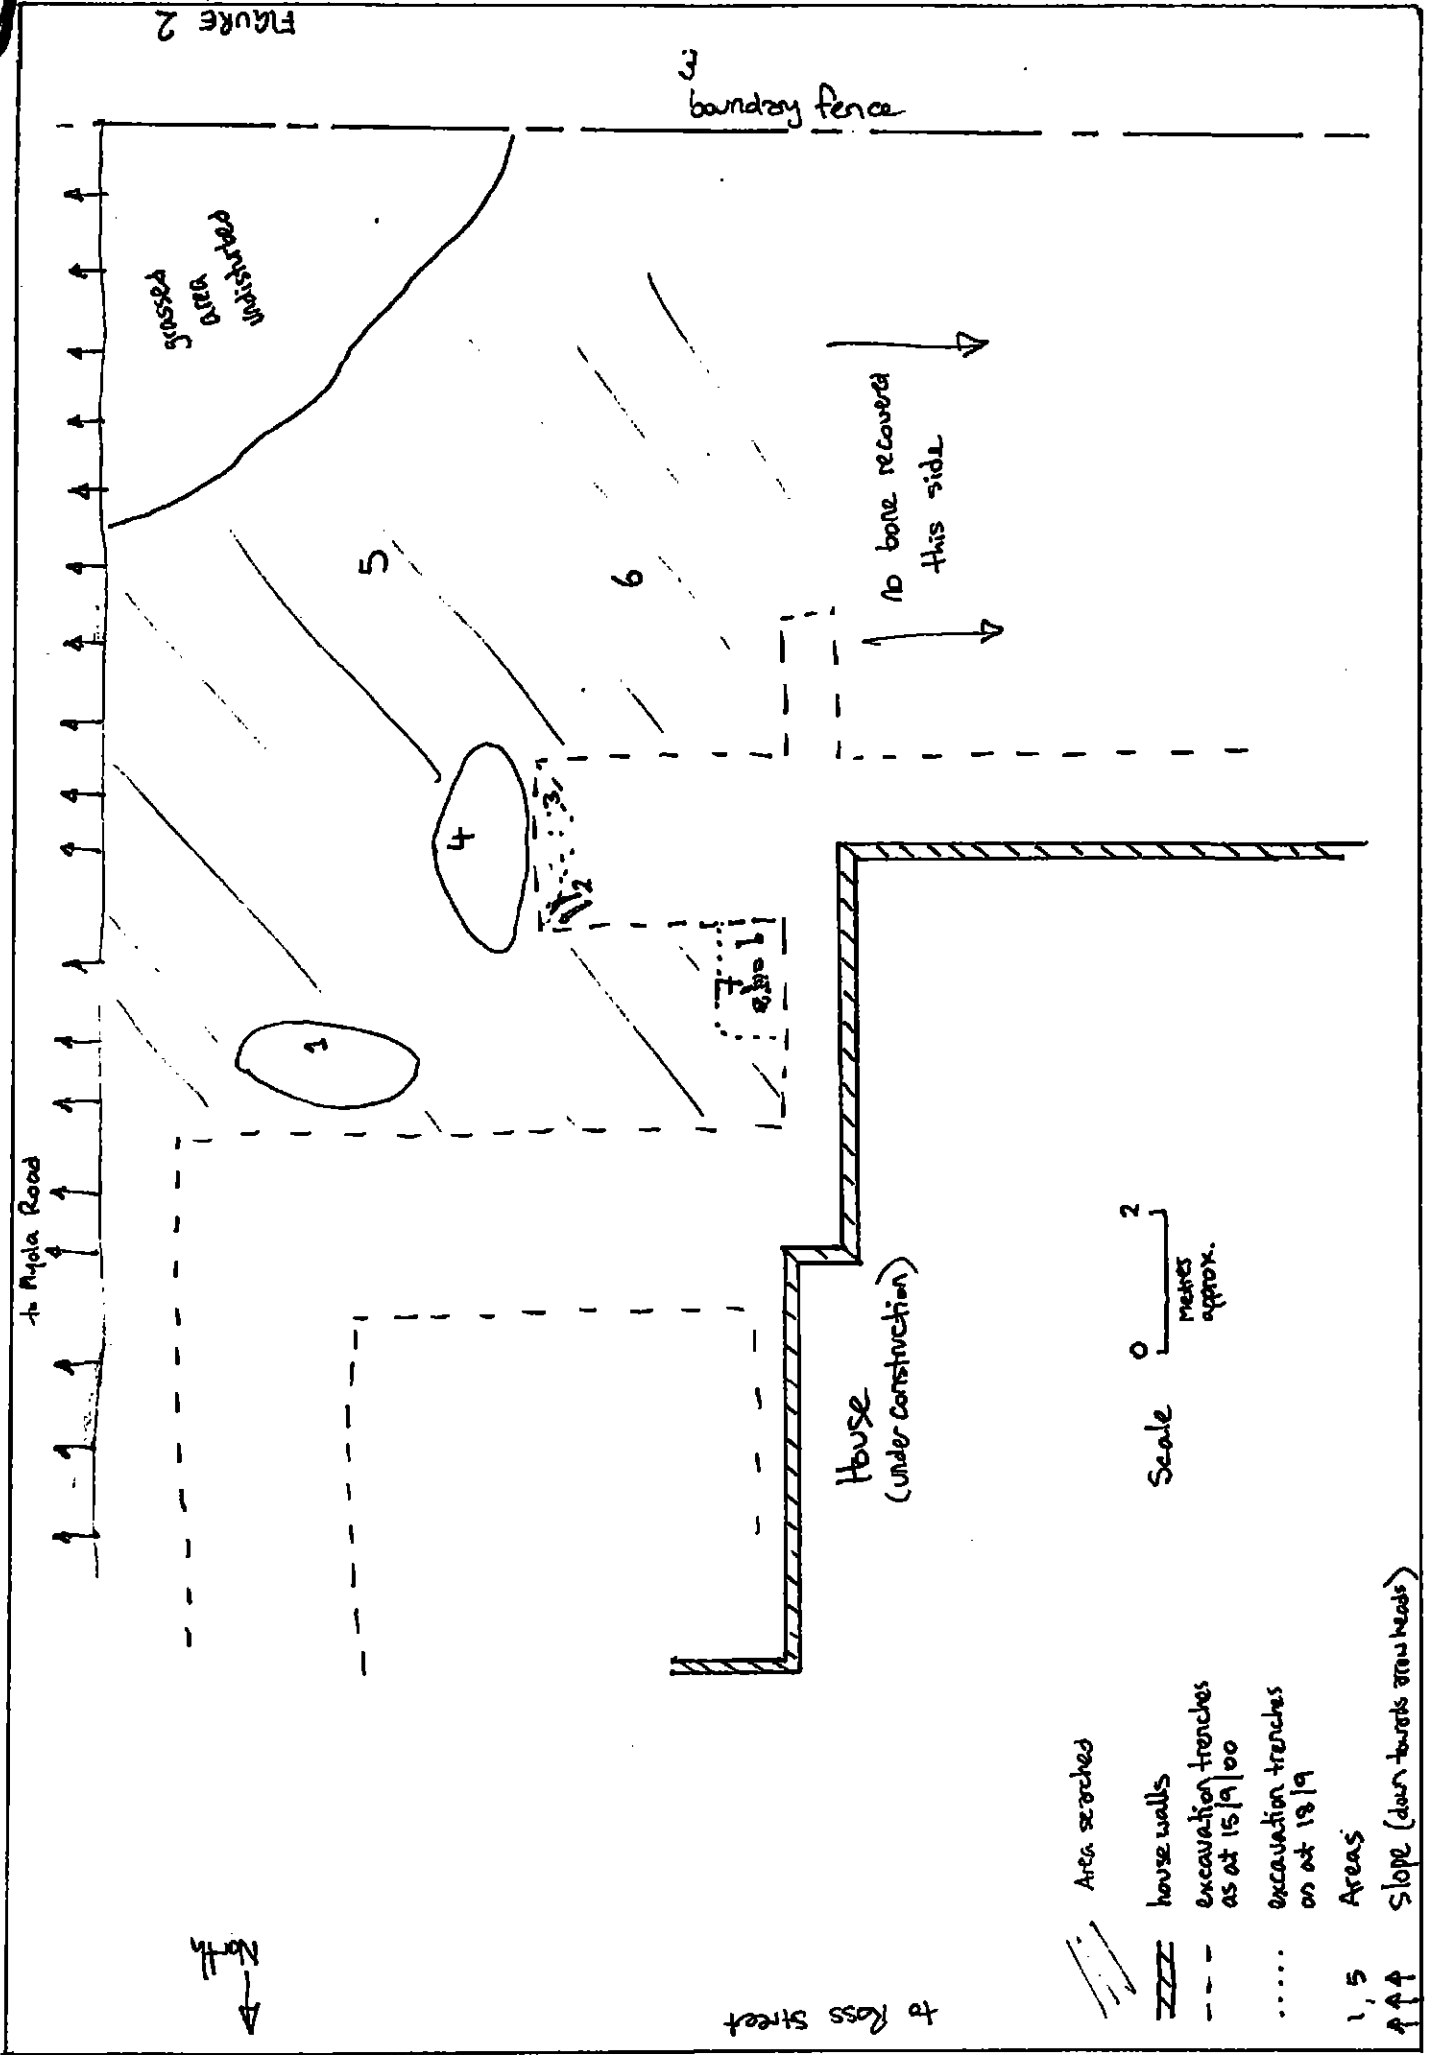 FIGURE 2
to Myola Road
boundary fence
grassed
area
undisturbed
no bone recovered
this side
1
2
3
4
5
6
7
House
(under construction)
Scale
0
2
Metres
approx.
North
to Ross Street
Area searched
house walls
excavation trenches
as at 15/9/00
excavation trenches
as at 18/9
1, 5 Areas
Slope (down towards arrowheads)